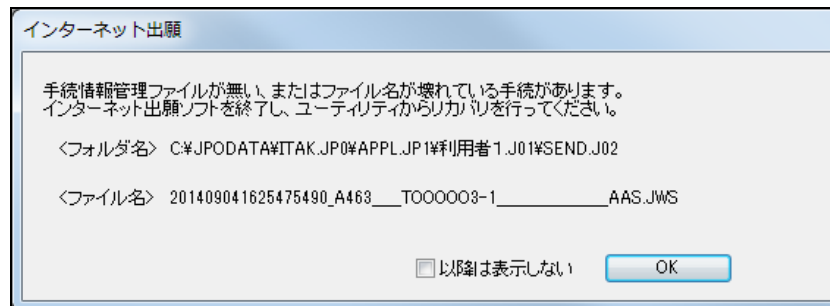 インターネット出願
手続情報管理ファイルが無い、またはファイル名が壊れている手続があります。
インターネット出願ソフトを終了し、ユーティリティからリカバリを行ってください。
<フォルダ名> C:¥JPODATA¥ITAK.JP0¥APPL.JP1¥利用者1.J01¥SEND.J02
<ファイル名> 201409041625475490_A463___TOOOOO3-1____________AAS.JWS
以降は表示しない OK